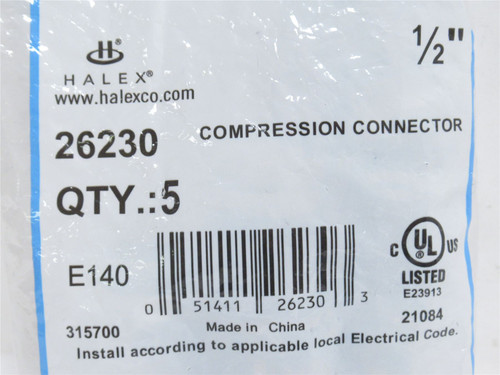 H
HALEX®
www.halexco.com
1/2"
26230
COMPRESSION CONNECTOR
QTY.:5
E140
0 51411 26230 3
C UL US
LISTED
E23913
315700
Made in China
21084
Install according to applicable local Electrical Code.